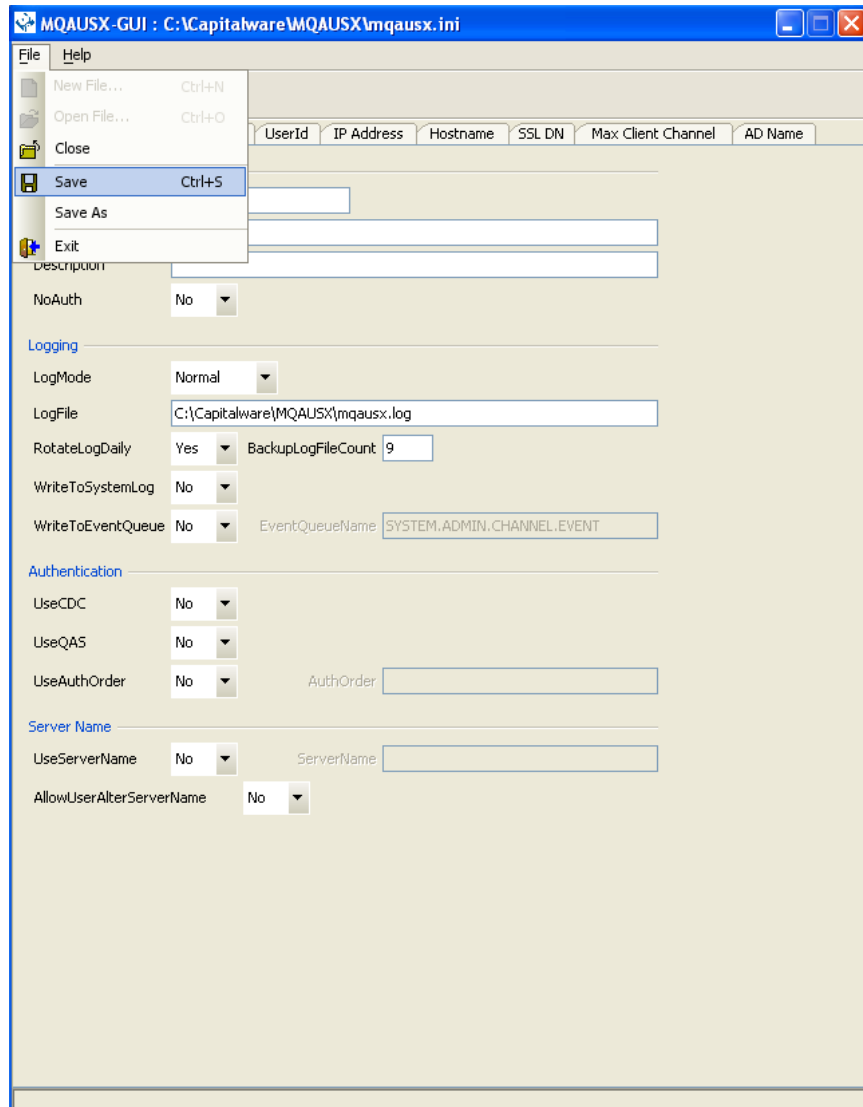 MQAUSX-GUI : C:\Capitalware\MQAUSX\mqausx.ini
File Help
New File... Ctrl+N
Open File... Ctrl+O
Close
Save Ctrl+S
Save As
Exit
UserId IP Address Hostname SSL DN Max Client Channel AD Name
Description
NoAuth No
Logging
LogMode Normal
LogFile C:\Capitalware\MQAUSX\mqausx.log
RotateLogDaily Yes BackupLogFileCount 9
WriteToSystemLog No
WriteToEventQueue No EventQueueName SYSTEM.ADMIN.CHANNEL.EVENT
Authentication
UseCDC No
UseQAS No
UseAuthOrder No AuthOrder
Server Name
UseServerName No ServerName
AllowUserAlterServerName No